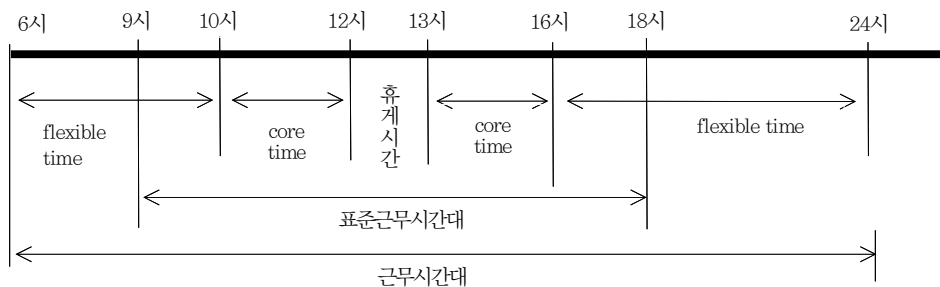 6시 9시 10시 12시 13시 16시 18시 24시
flexible
time
core
time
휴게시간
core
time
flexible time
표준근무시간대
근무시간대